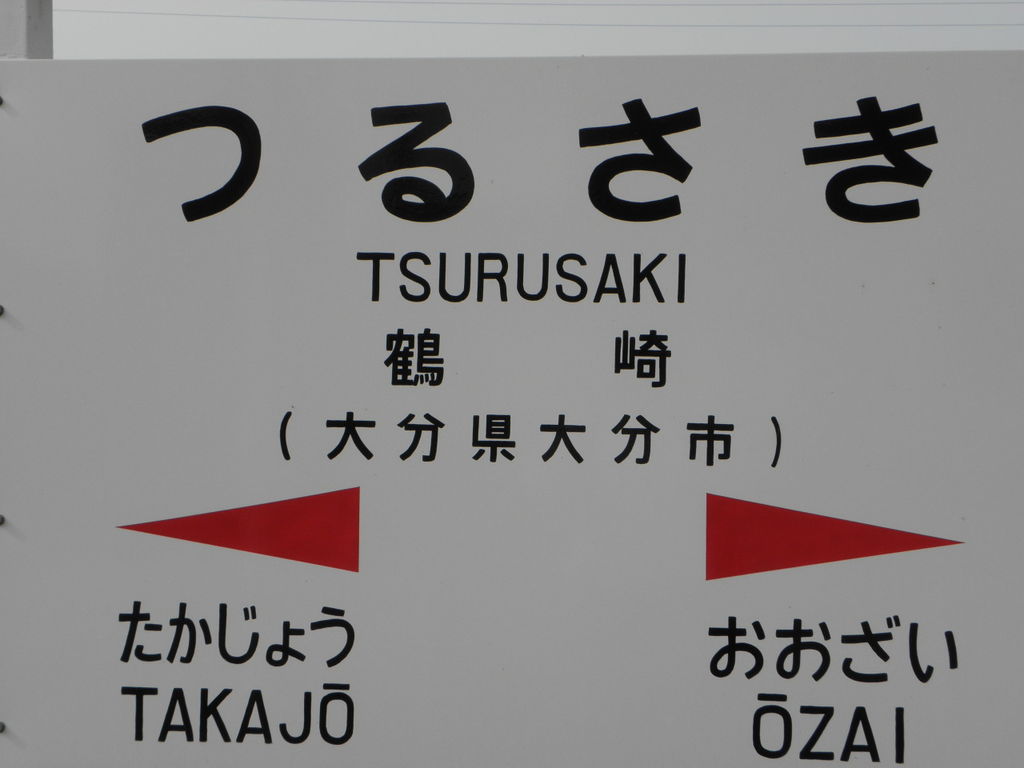 つるさき
TSURUSAKI
鶴崎
(大分県大分市)
たかじょう
TAKAJŌ
おおざい
ŌZAI